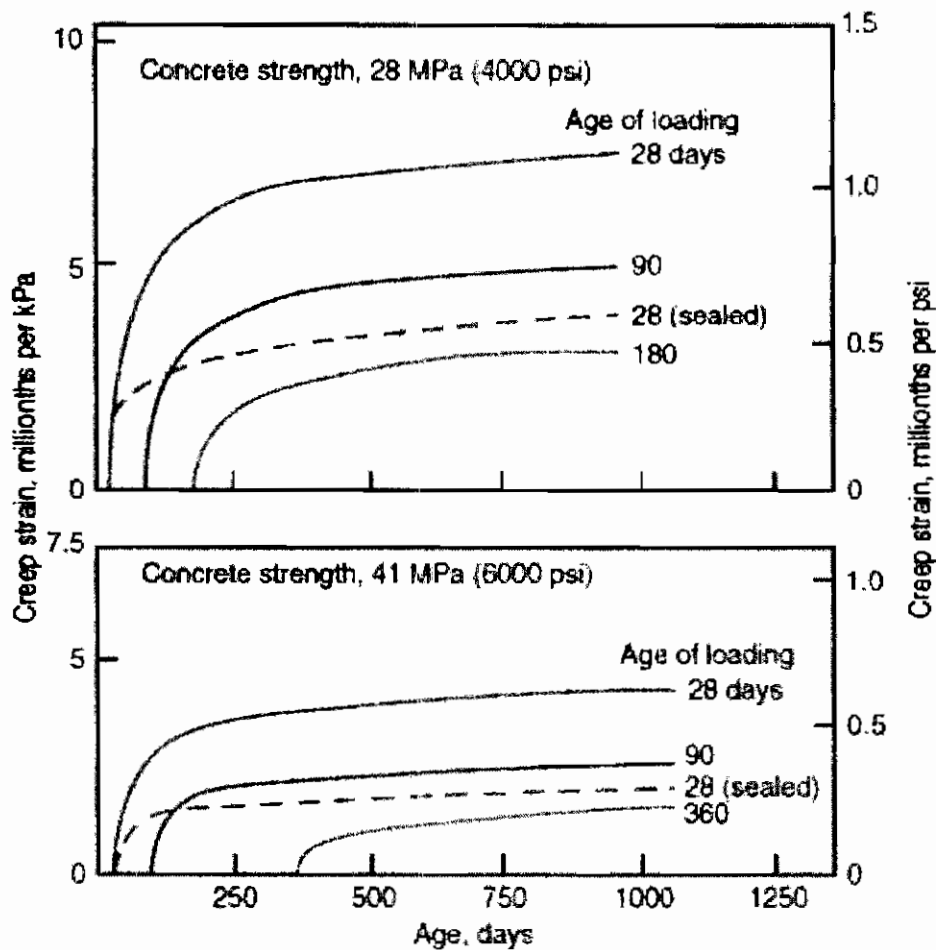 10
1.5
Concrete strength, 28 MPa (4000 psi)
Age of loading
28 days
1.0
5
90
28 (sealed)
0.5
180
0
0
Creep strain, millionths per kPa
Creep strain, millionths per psi
7.5
Concrete strength, 41 MPa (6000 psi)
1.0
5
Age of loading
28 days
0.5
90
28 (sealed)
360
0
0
250 500 750 1000 1250
Age, days